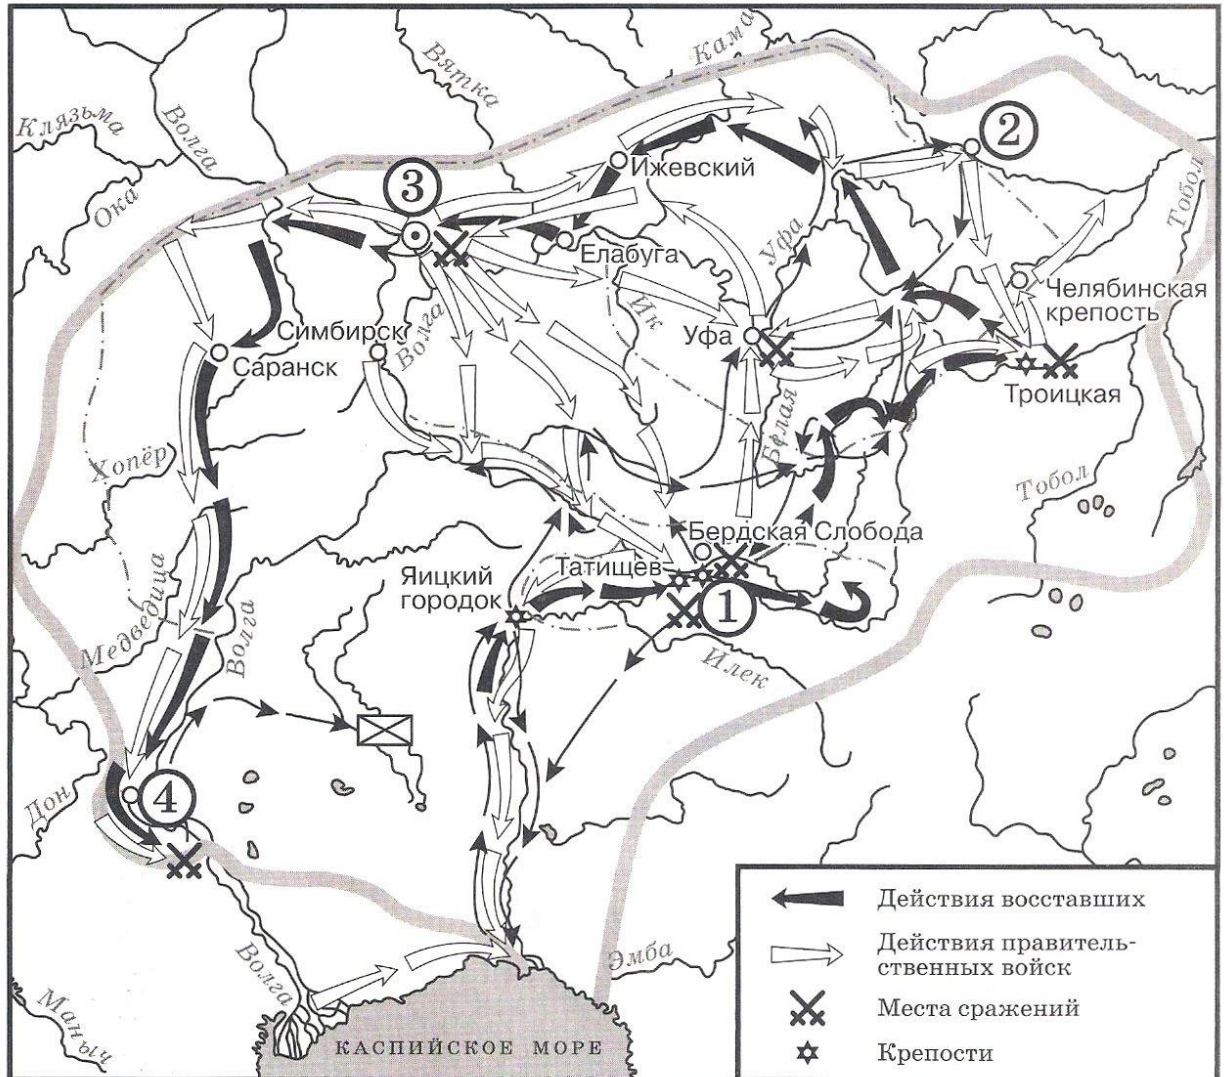 Кама
Вятка
Клязьма
Волга
2
Тобол
Ижевский
3
Ока
Уфа
Елабуга
Челябинская
крепость
Ик
Волга
Симбирск
Уфа
Саранск
Троицкая
Белая
Хопёр
Тобол
Бердская Слобода
Татищев
Яицкий
городок
1
Медведица
Волга
Илек
Дон
4
Действия восставших
Действия правитель-
ственных войск
Волга
Эмба
Места сражений
Маныч
КАСПИЙСКОЕ МОРЕ
Крепости